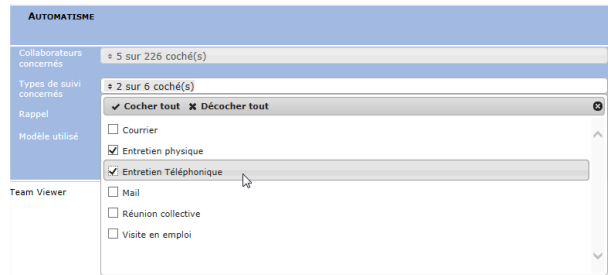 AUTOMATISME
Collaborateurs concernés
5 sur 226 coché(s)
Types de suivi concernés
2 sur 6 coché(s)
Cocher tout Décocher tout
Rappel
Courrier
Modèle utilisé
Entretien physique
Entretien Téléphonique
Team Viewer
Mail
Réunion collective
Visite en emploi